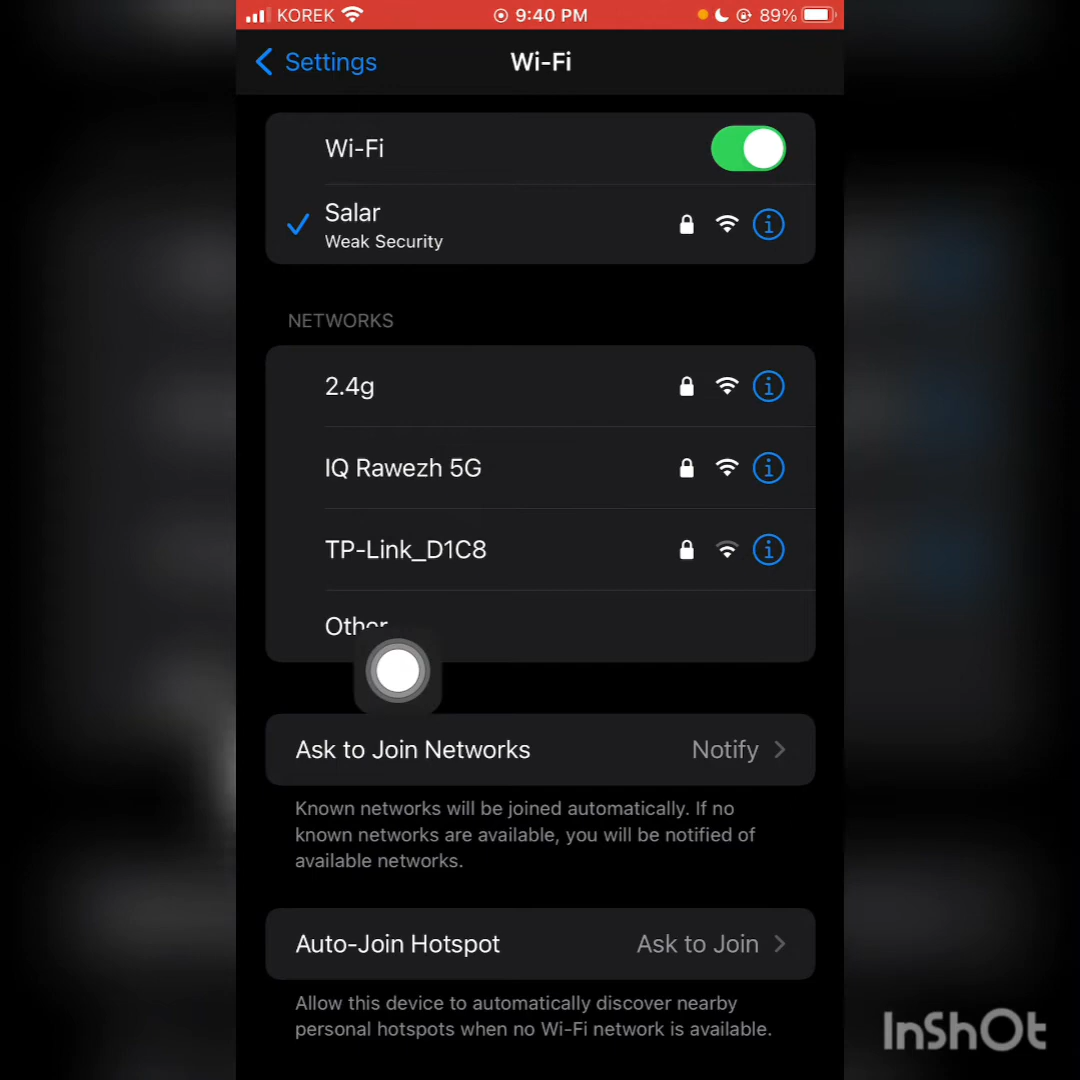 KOREK 9:40 PM 89%
Settings Wi-Fi
Wi-Fi
Salar
Weak Security
NETWORKS
2.4g
IQ Rawezh 5G
TP-Link_D1C8
Other
Ask to Join Networks Notify
Known networks will be joined automatically. If no
known networks are available, you will be notified of
available networks.
Auto-Join Hotspot Ask to Join
Allow this device to automatically discover nearby
personal hotspots when no Wi-Fi network is available.
InShOt